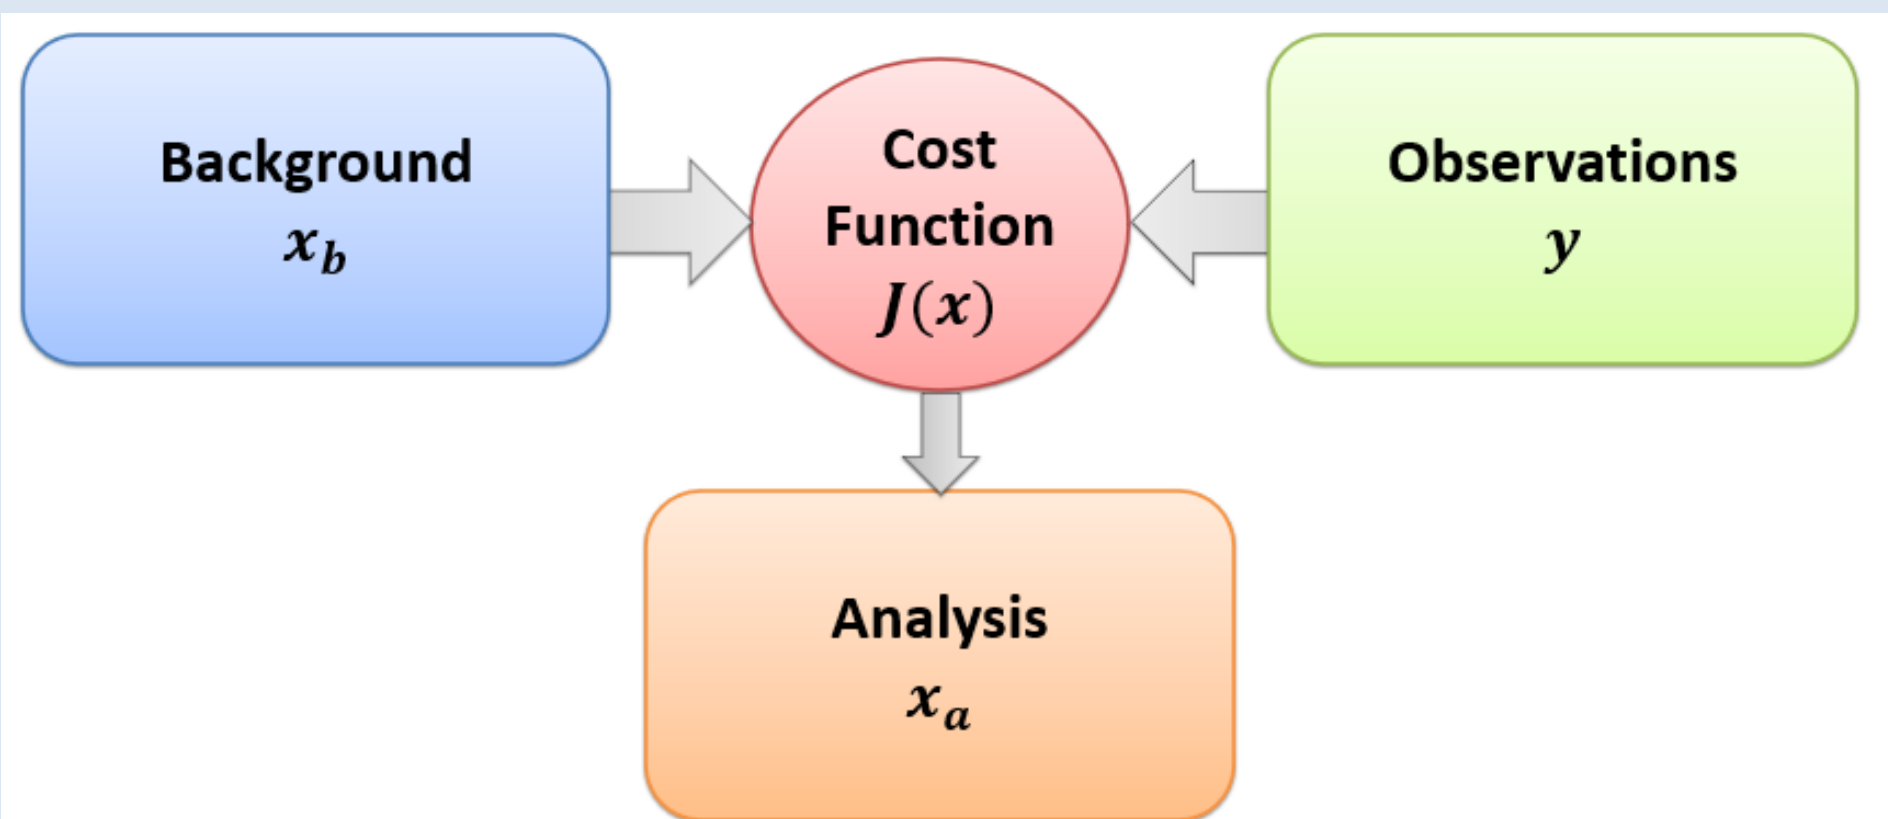 Background
x_b
Cost
Function
J(x)
Observations
y
Analysis
x_a